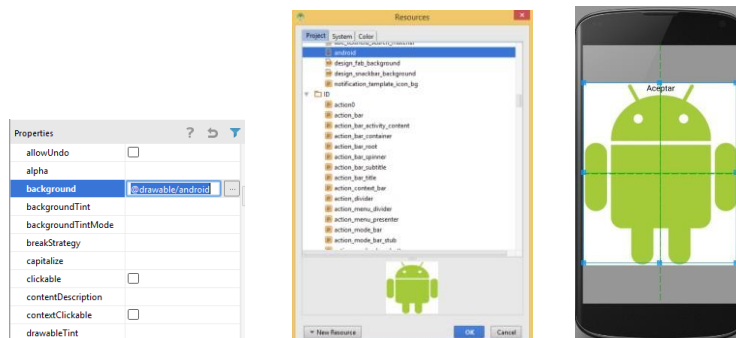 Properties
allowUndo
alpha
background @drawable/android ...
backgroundTint
backgroundTintMode
breakStrategy
capitalize
clickable
contentDescription
contextClickable
drawableTint
Resources
Project System Color
android
design_fab_background
design_snackbar_background
notification_template_icon_bg
ID
action0
action_bar
action_bar_activity_content
action_bar_container
action_bar_root
action_bar_spinner
action_bar_subtitle
action_bar_title
action_context_bar
action_divider
action_menu_divider
action_menu_presenter
action_mode_bar
action_mode_bar_stub
New Resource OK Cancel
Aceptar